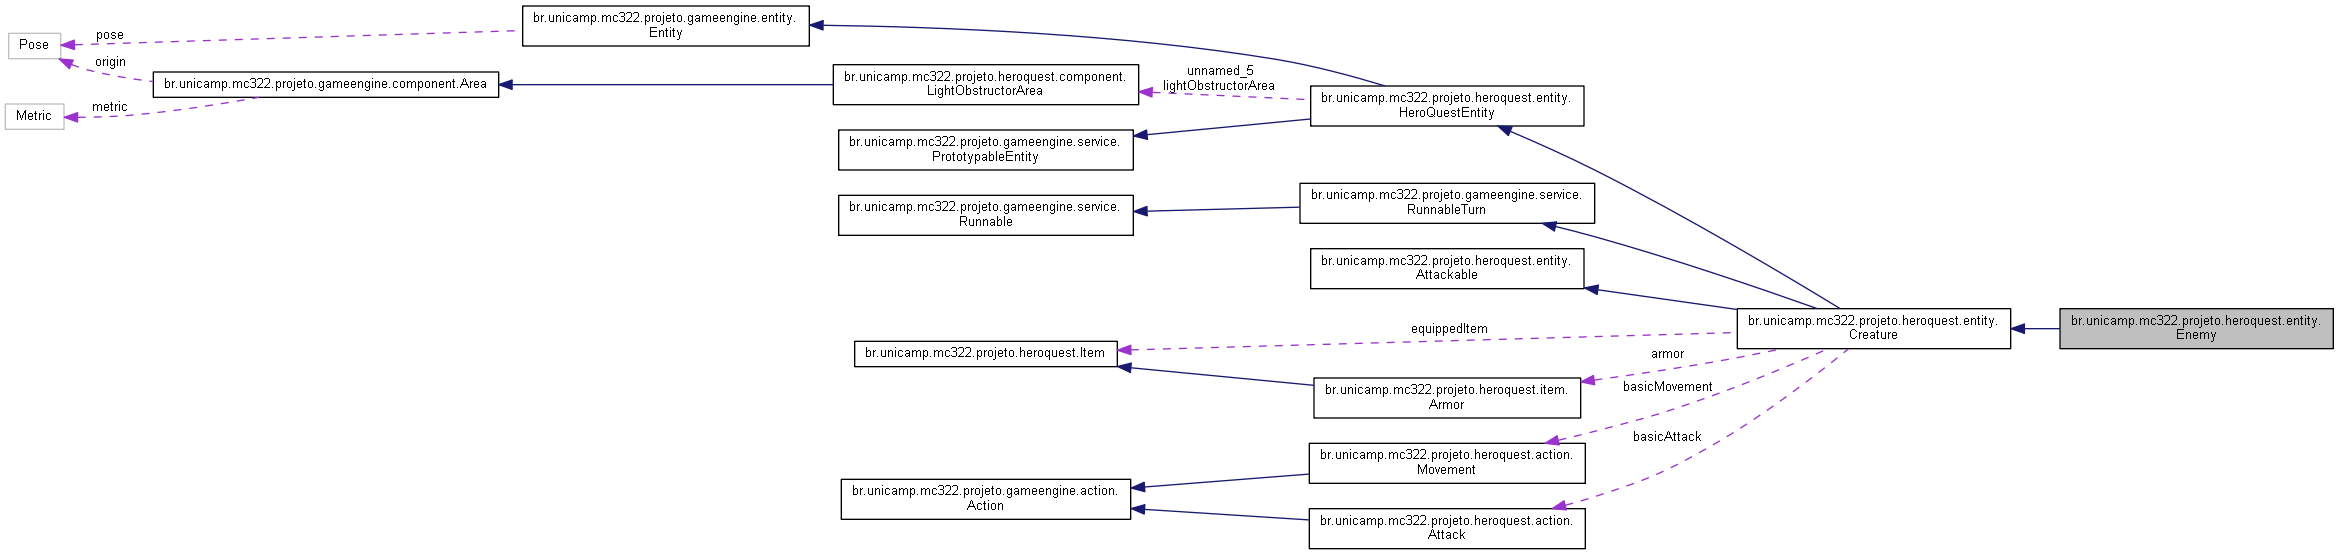 br.unicamp.mc322.projeto.gameengine.entity.
Entity
pose
Pose
origin
br.unicamp.mc322.projeto.gameengine.component.Area
metric
Metric
br.unicamp.mc322.projeto.heroquest.component.
LightObstructorArea
unnamed_5
lightObstructorArea
br.unicamp.mc322.projeto.heroquest.entity.
HeroQuestEntity
br.unicamp.mc322.projeto.gameengine.service.
PrototypableEntity
br.unicamp.mc322.projeto.gameengine.service.
Runnable
br.unicamp.mc322.projeto.gameengine.service.
RunnableTurn
br.unicamp.mc322.projeto.heroquest.entity.
Attackable
equippedItem
br.unicamp.mc322.projeto.heroquest.entity.
Creature
br.unicamp.mc322.projeto.heroquest.entity.
Enemy
br.unicamp.mc322.projeto.heroquest.Item
armor
br.unicamp.mc322.projeto.heroquest.item.
Armor
basicMovement
basicAttack
br.unicamp.mc322.projeto.heroquest.action.
Movement
br.unicamp.mc322.projeto.gameengine.action.
Action
br.unicamp.mc322.projeto.heroquest.action.
Attack